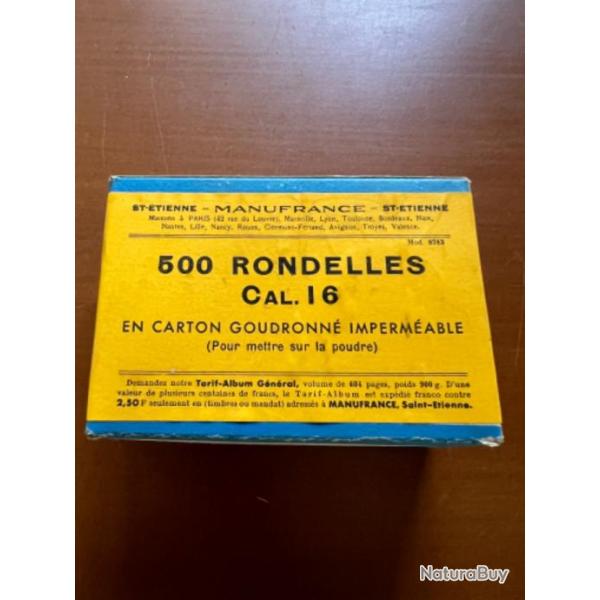 ST-ETIENNE - MANUFRANCE - ST-ETIENNE
Maisons à PARIS (42 rue du Louvre), Marseille, Lyon, Toulouse, Bordeaux, Nice,
Nantes, Lille, Nancy, Rouen, Clermont-Ferrand, Avignon, Troyes, Valence.
Mod.
500 RONDELLES
CAL. 16
EN CARTON GOUDRONNÉ IMPERMÉABLE
(Pour mettre sur la poudre)
Demandez notre Tarif-Album Général, volume de 604 pages, poids 900 g. D'une
valeur de plusieurs centaines de francs, le Tarif-Album est expédié franco contre
2,50 F seulement en (timbres ou mandat) adressés à MANUFRANCE, Saint-Etienne.
NaturaBuy